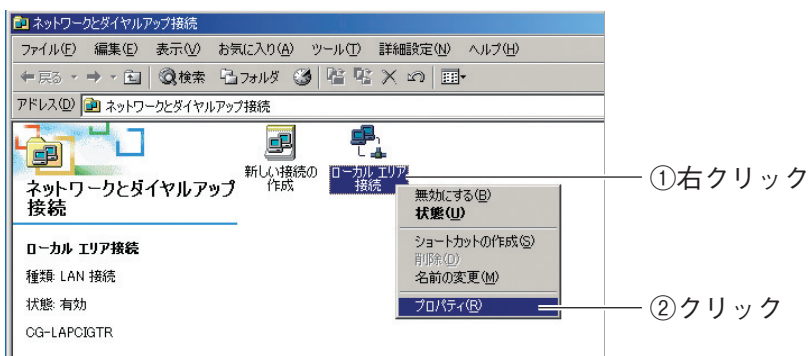 ネットワークとダイヤルアップ接続
ファイル(F) 編集(E) 表示(V) お気に入り(A) ツール(T) 詳細設定(N) ヘルプ(H)
戻る 検索 フォルダ
アドレス(D) ネットワークとダイヤルアップ接続
ネットワークとダイヤルアップ
接続
ローカル エリア接続
種類: LAN 接続
状態: 有効
CG-LAPCIGTR
新しい接続の
作成
ローカル エリア
接続
無効にする(B)
状態(U)
ショートカットの作成(S)
削除(D)
名前の変更(M)
プロパティ(R)
①右クリック
②クリック